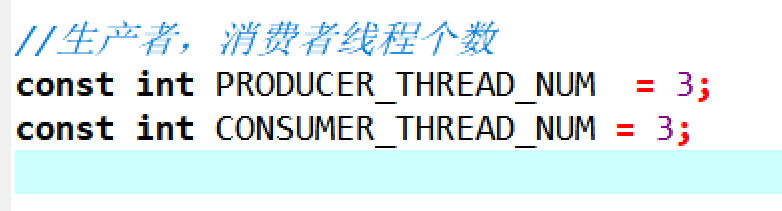 //生产者，消费者线程个数
const int PRODUCER_THREAD_NUM  = 3;
const int CONSUMER_THREAD_NUM = 3;